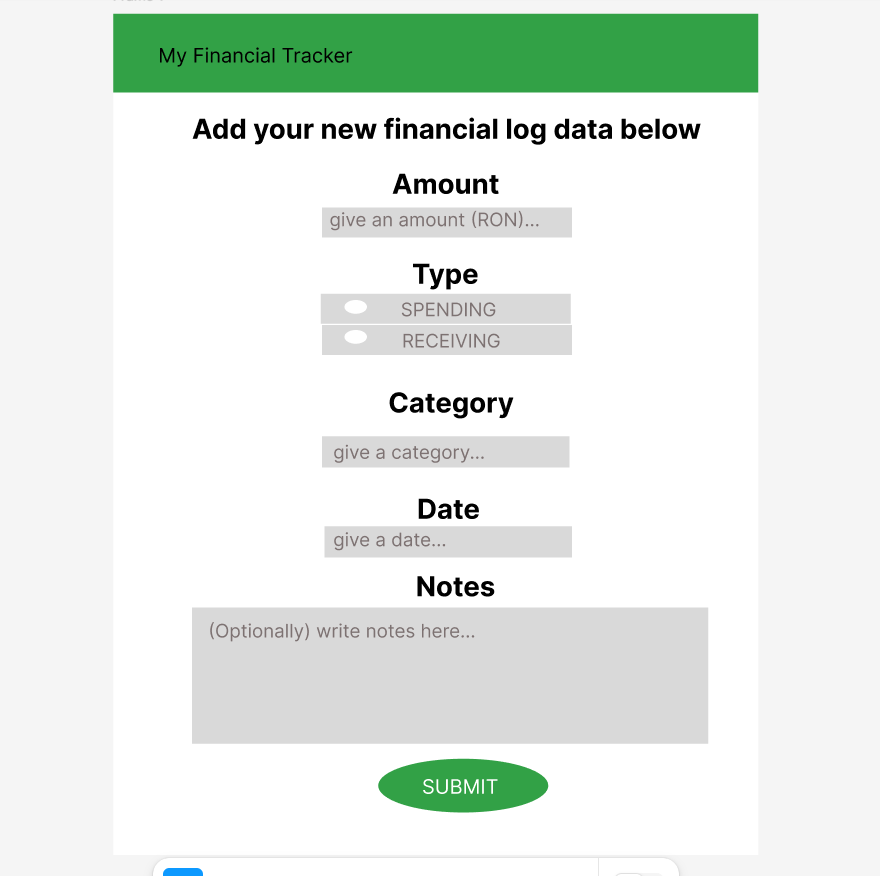 My Financial Tracker
Add your new financial log data below
Amount
give an amount (RON)...
Type
SPENDING
RECEIVING
Category
give a category...
Date
give a date...
Notes
(Optionally) write notes here...
SUBMIT